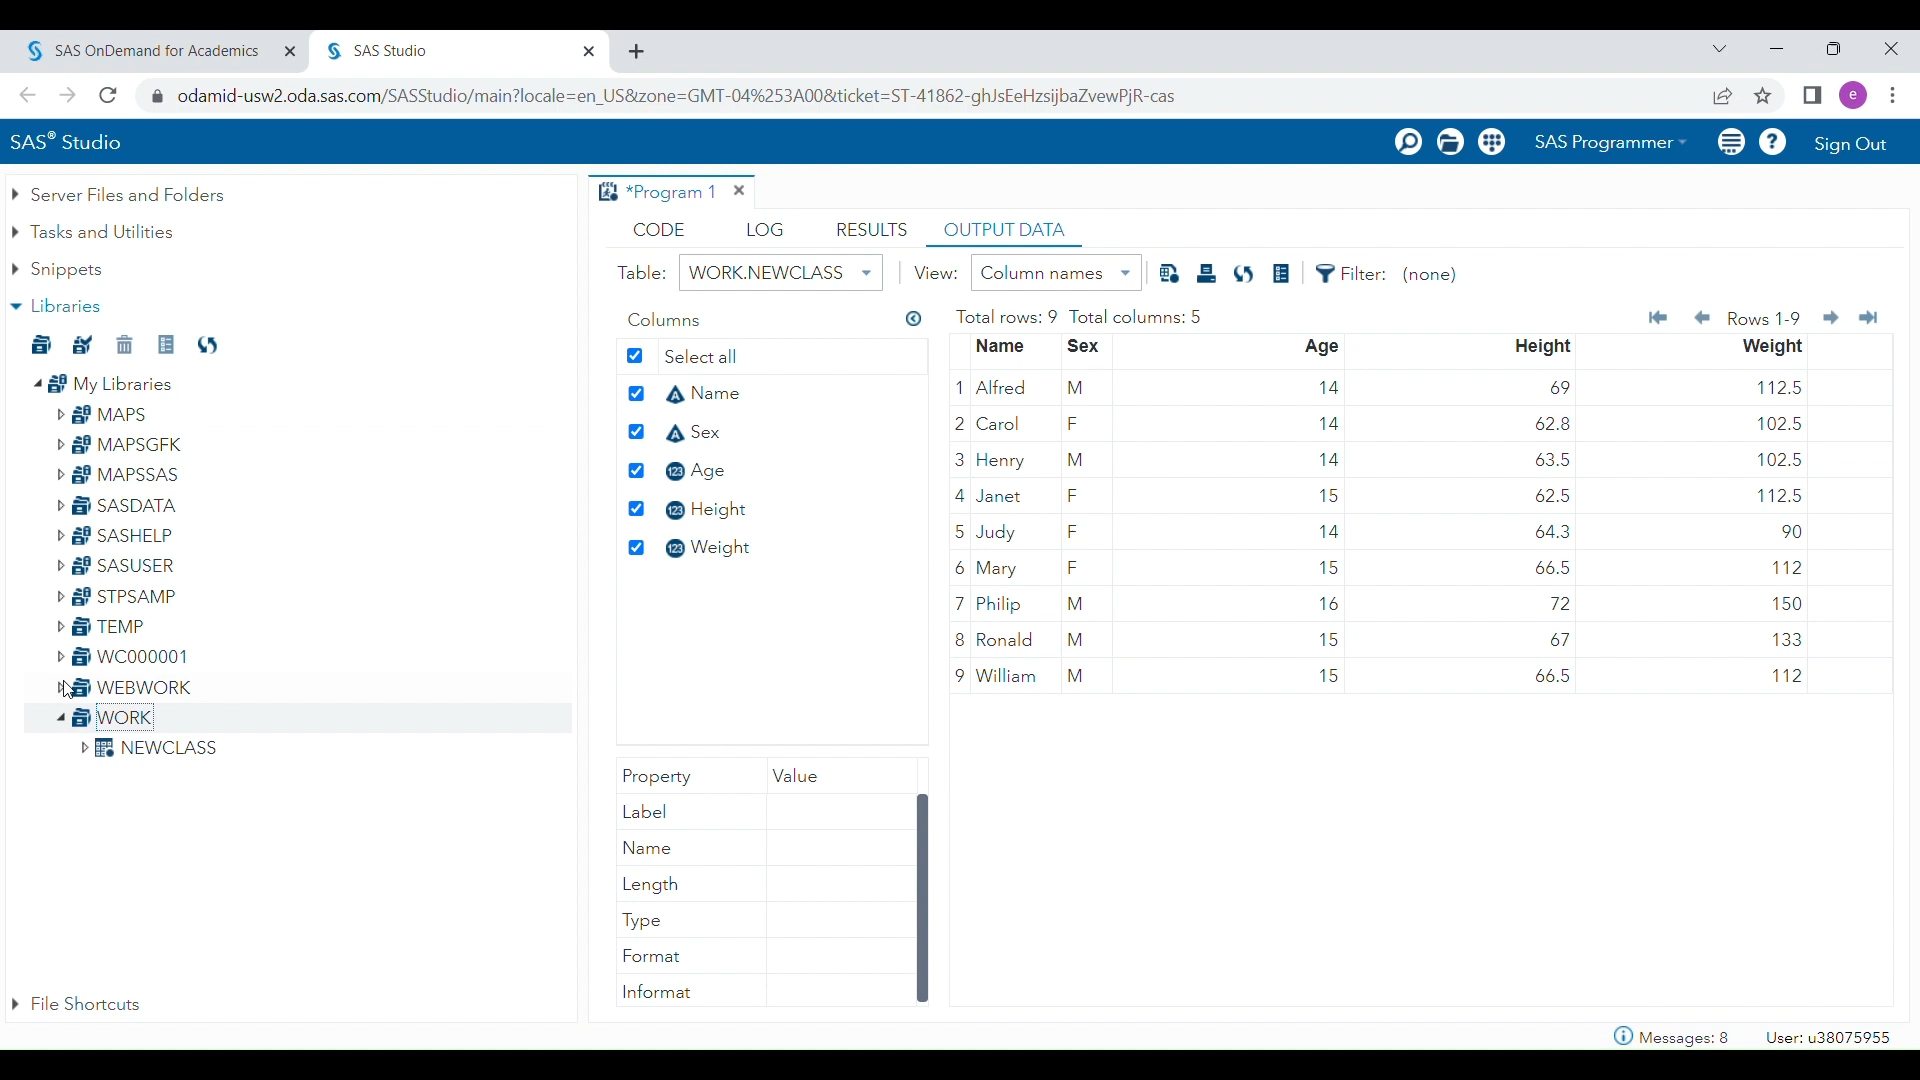 SAS OnDemand for Academics
SAS Studio
odamid-usw2.oda.sas.com/SASStudio/main?locale=en_US&zone=GMT-04%253A00&ticket=ST-41862-ghJsEeHzsijbaZvewPjR-cas
e
SAS® Studio
SAS Programmer
Sign Out
Server Files and Folders
Tasks and Utilities
Snippets
Libraries
My Libraries
MAPS
MAPSGFK
MAPSSAS
SASDATA
SASHELP
SASUSER
STPSAMP
TEMP
WC000001
WEBWORK
WORK
NEWCLASS
File Shortcuts
*Program 1
CODE LOG RESULTS OUTPUT DATA
Table: WORK.NEWCLASS View: Column names Filter: (none)
Columns
Select all
Name
Sex
Age
Height
Weight
Property Value
Label
Name
Length
Type
Format
Informat
Total rows: 9 Total columns: 5 Rows 1-9
Name Sex Age Height Weight
1 Alfred M 14 69 112.5
2 Carol F 14 62.8 102.5
3 Henry M 14 63.5 102.5
4 Janet F 15 62.5 112.5
5 Judy F 14 64.3 90
6 Mary F 15 66.5 112
7 Philip M 16 72 150
8 Ronald M 15 67 133
9 William M 15 66.5 112
Messages: 8 User: u38075955